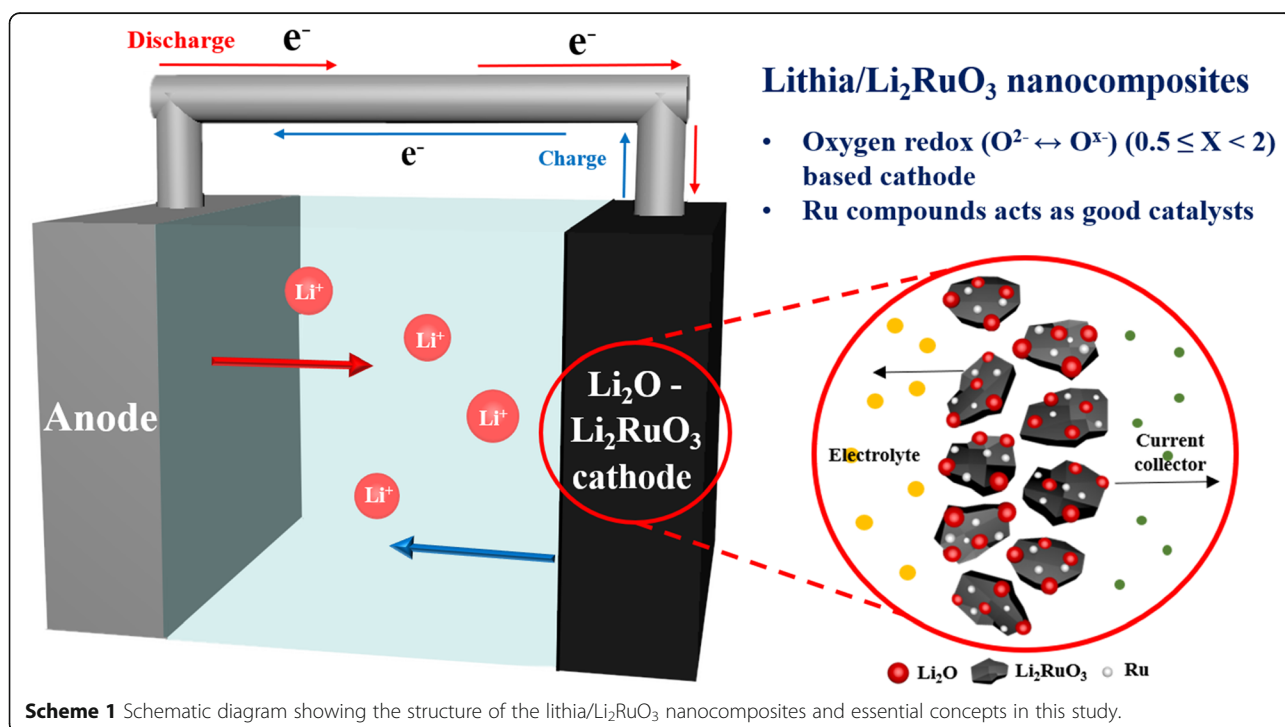 Discharge
e⁻
e⁻
e⁻
Charge
Lithia/Li₂RuO₃ nanocomposites
• Oxygen redox (O²⁻ ↔ Oˣ⁻) (0.5 ≤ X < 2)
based cathode
• Ru compounds acts as good catalysts
Li⁺
Li⁺
Li⁺
Li⁺
Anode
Li₂O -
Li₂RuO₃
cathode
Electrolyte
Current
collector
Li₂O Li₂RuO₃ Ru
Scheme 1 Schematic diagram showing the structure of the lithia/Li₂RuO₃ nanocomposites and essential concepts in this study.